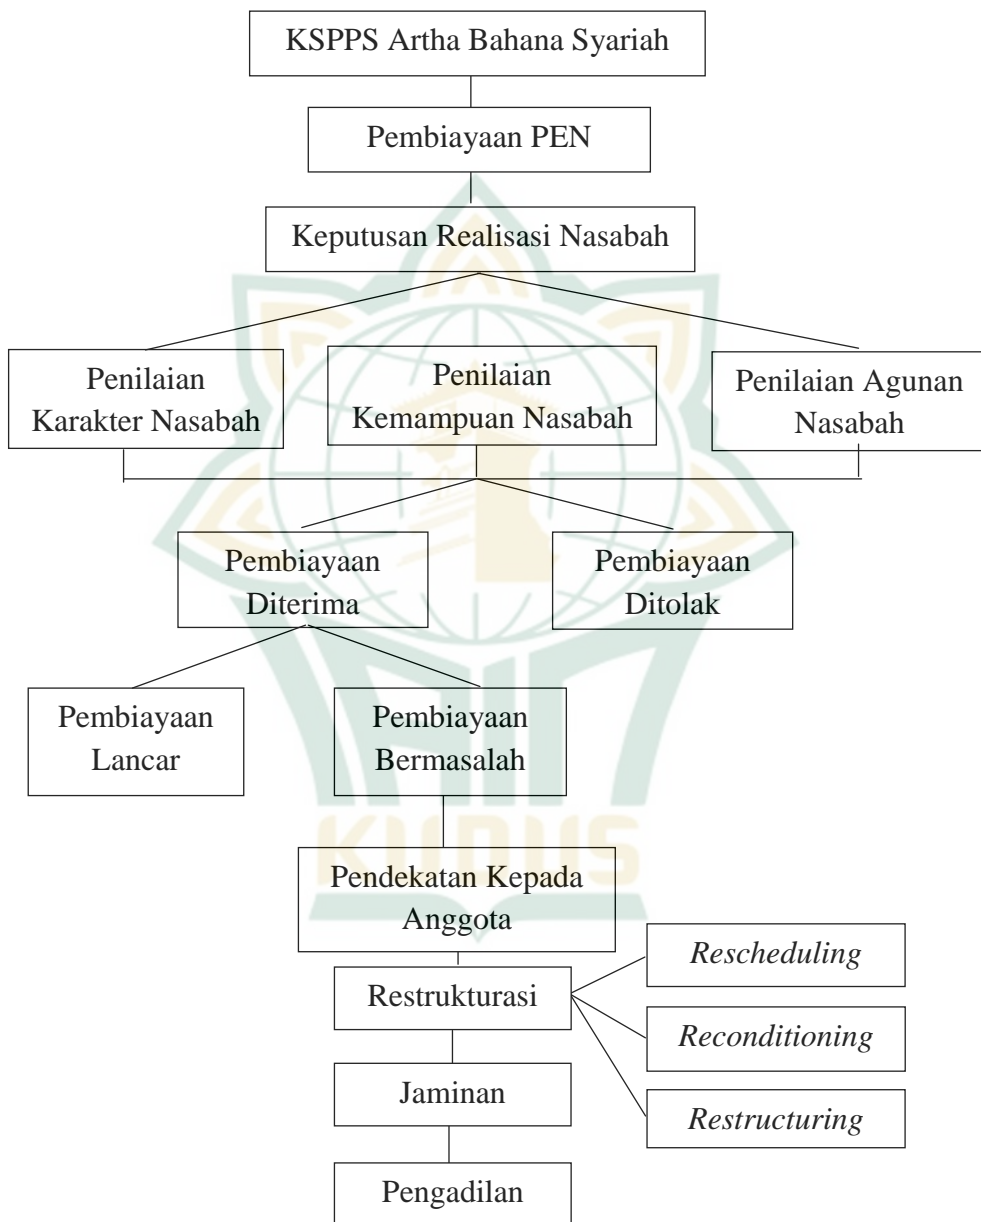 KSPPS Artha Bahana Syariah
Pembiayaan PEN
Keputusan Realisasi Nasabah
Penilaian
Karakter Nasabah
Penilaian
Kemampuan Nasabah
Penilaian Agunan
Nasabah
Pembiayaan
Diterima
Pembiayaan
Ditolak
Pembiayaan
Lancar
Pembiayaan
Bermasalah
KUDUS
Pendekatan Kepada
Anggota
Restrukturasi
Rescheduling
Reconditioning
Restructuring
Jaminan
Pengadilan